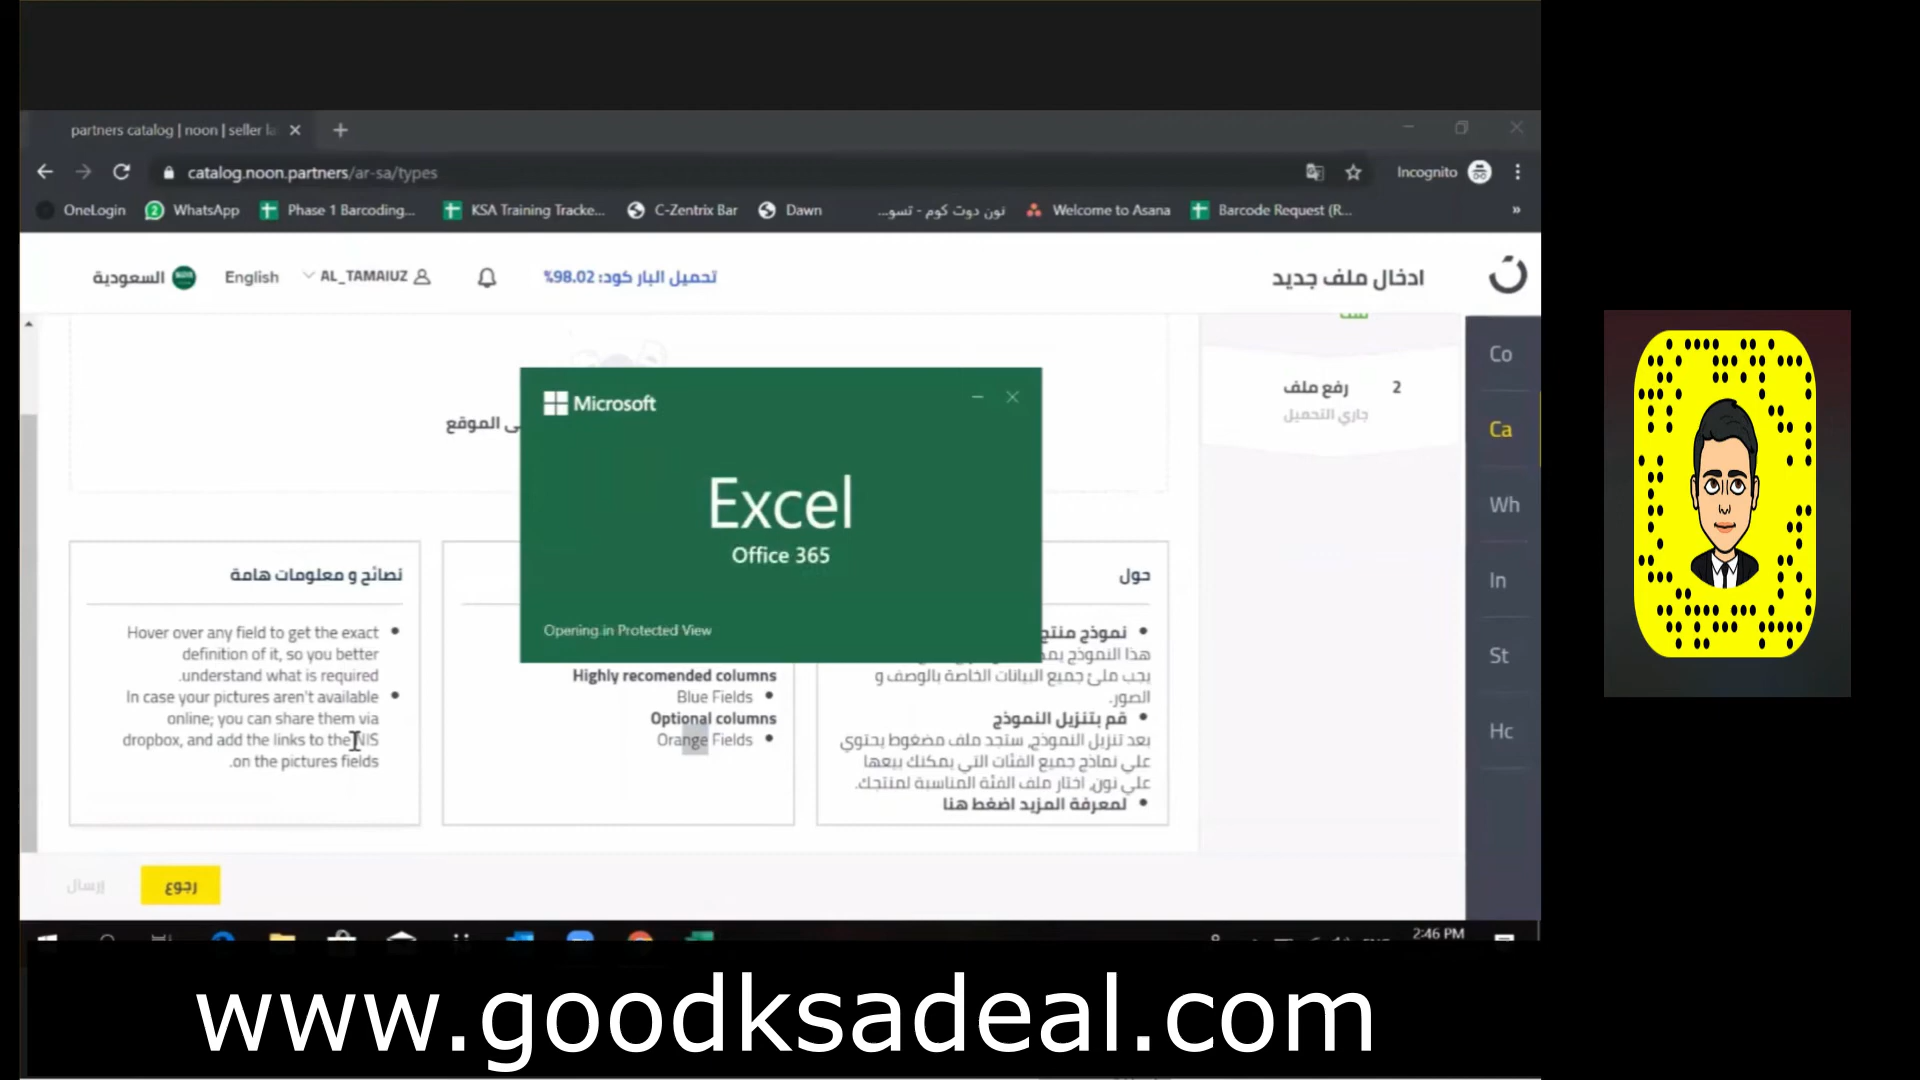 partners catalog | noon | seller la
catalog.noon.partners/ar-sa/types
Incognito
OneLogin
WhatsApp
Phase 1 Barcoding...
KSA Training Tracke...
C-Zentrix Bar
Dawn
نون دوت كوم - تسو...
Welcome to Asana
Barcode Request (R...
»
ادخال ملف جديد
تحميل البار كود: 98.02%
AL_TAMAIUZ
English
السعودية
Co
Ca
Wh
In
St
Hc
2
رفع ملف
جاري التحميل
ى الموقع
Microsoft
Excel
Office 365
Opening in Protected View
حول
نموذج منتج
هذا النموذج
يجب ملئ جميع البيانات الخاصة بالوصف و
الصور.
قم بتنزيل النموذج
بعد تنزيل النموذج, ستجد ملف مضغوط يحتوي
على نماذج جميع الفئات التي يمكنك بيعها
على نون, اختار ملف الفئة المناسبة لمنتجك.
لمعرفة المزيد اضغط هنا
Highly recomended columns
Blue Fields
Optional columns
Orange Fields
نصائح و معلومات هامة
Hover over any field to get the exact
definition of it, so you better
understand what is required.
In case your pictures aren't available
online; you can share them via
dropbox, and add the links to the NIS
on the pictures fields.
رجوع
إرسال
2:46 PM
www.goodksadeal.com